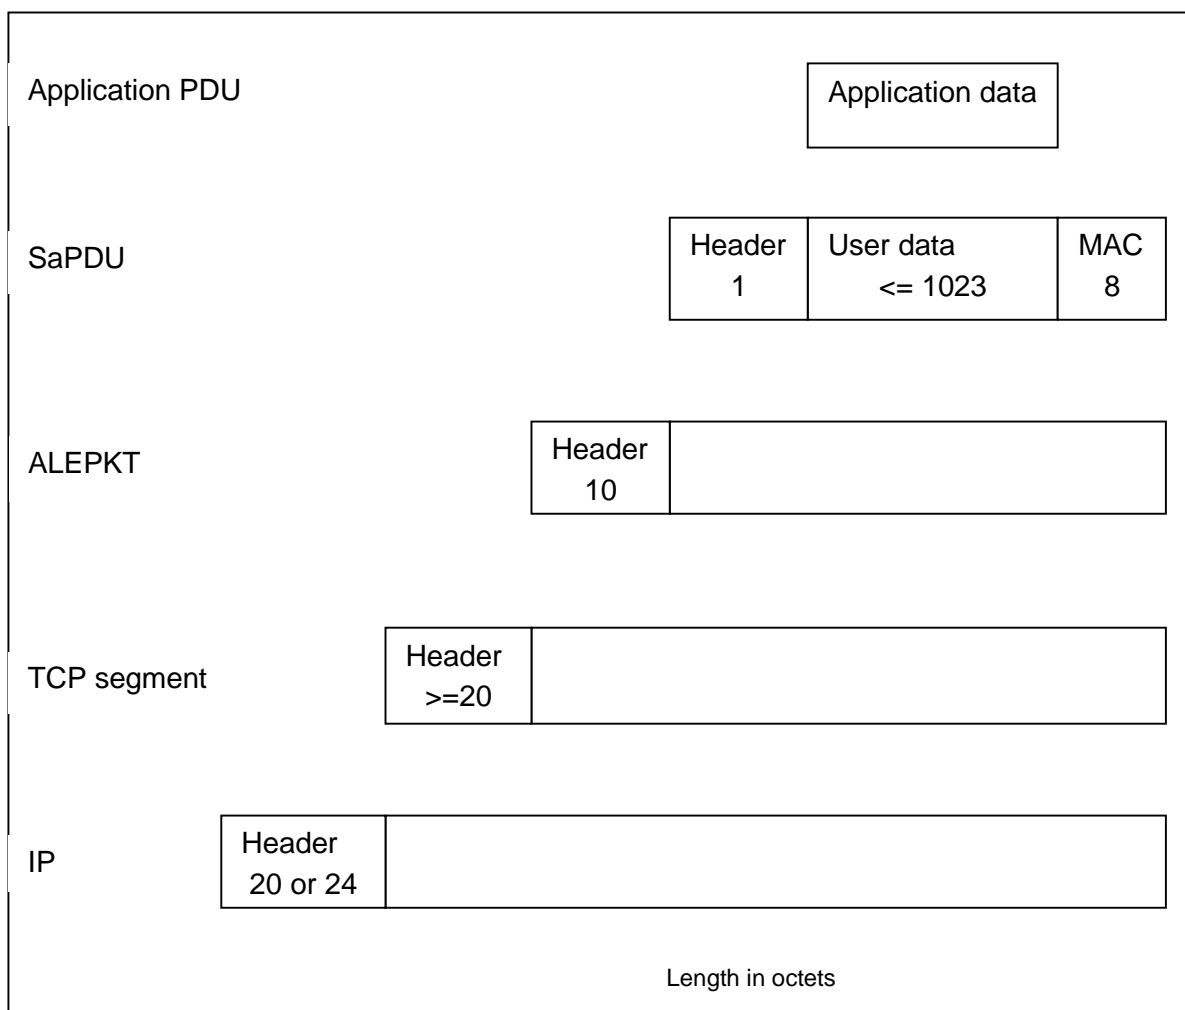 Application PDU
Application data
SaPDU
Header
1
User data
<= 1023
MAC
8
ALEPKT
Header
10
TCP segment
Header
>=20
IP
Header
20 or 24
Length in octets